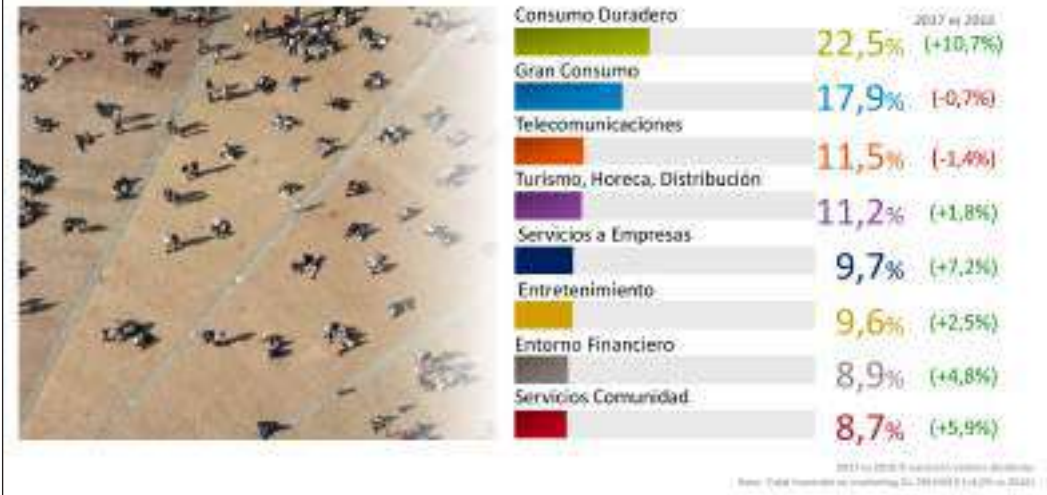 Consumo Duradero
2017 vs 2016
22,5% (+10,7%)
Gran Consumo
17,9% (-0,7%)
Telecomunicaciones
11,5% (-1,4%)
Turismo, Horeca, Distribución
11,2% (+1,8%)
Servicios a Empresas
9,7% (+7,2%)
Entretenimiento
9,6% (+2,5%)
Entorno Financiero
8,9% (+4,8%)
Servicios Comunidad
8,7% (+5,9%)